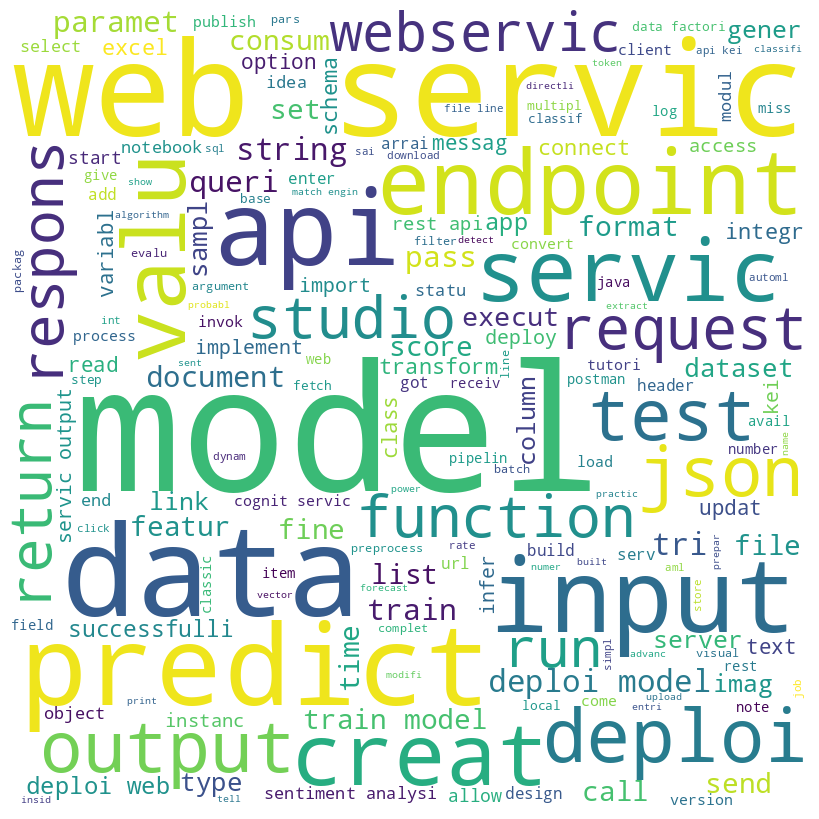 pars
publish
paramet
select
excel
consum
option
idea
schema
webservic
client
data factori
gener
api kei
classifi
token
web servic
directli
file line
multipl
classif
log
modul
miss
set
notebook
sql
start
give
add
show
algorithm
string
sai
arrai
download
messag
connect
access
respons
valu
queri
enter
base
match engin
endpoint
variabl
sampl
api
rest api
app
filter
detect
convert
format
integr
packag
evalu
argument
import
pass
statu
servic
java
automl
int
process
probabl
invok
implement
studio
execut
score
deploy
extract
request
tutori
read
step
sent
document
web
fetch
transform
got
receiv
line
postman
header
dataset
kei
avail
model
class
column
test
name
number
dynam
pipelin
batch
load
json
power
practic
return
servic output
end
click
link
featur
cognit servic
fine
function
updat
data
classic
item
vector
preprocess
url
list
train
forecast
rate
numer
infer
build
built
serv
tri
file
aml
prepar
input
store
field
successfulli
time
complet
run
simpl
server
text
advanc
visual
rest
predict
modifi
deploi model
imag
upload
job
print
object
instanc
train model
local
come
entri
note
output
creat
deploi
deploi web
insid
type
tell
sentiment analysi
allow
design
call
send
version